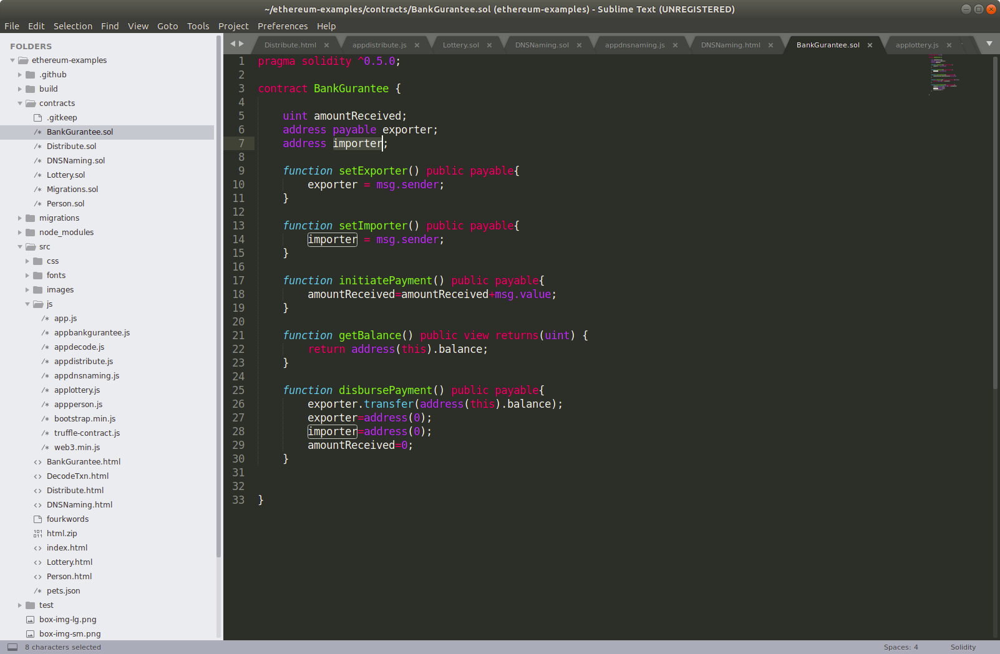 ~/ethereum-examples/contracts/BankGurantee.sol (ethereum-examples) - Sublime Text (UNREGISTERED)
File Edit Selection Find View Goto Tools Project Preferences Help
FOLDERS
ethereum-examples
.github
build
contracts
.gitkeep
/* BankGurantee.sol
/* Distribute.sol
/* DNSNaming.sol
/* Lottery.sol
/* Migrations.sol
/* Person.sol
migrations
node_modules
src
css
fonts
images
js
/* app.js
/* appbankgurantee.js
/* appdecode.js
/* appdistribute.js
/* appdnsnaming.js
/* applottery.js
/* appperson.js
/* bootstrap.min.js
/* truffle-contract.js
/* web3.min.js
<> BankGurantee.html
<> DecodeTxn.html
<> Distribute.html
<> DNSNaming.html
fourkwords
html.zip
<> index.html
<> Lottery.html
<> Person.html
/* pets.json
test
box-img-lg.png
box-img-sm.png
Distribute.html appdistribute.js Lottery.sol DNSNaming.sol appdnsnaming.js DNSNaming.html BankGurantee.sol applottery.js
1 pragma solidity ^0.5.0;
2
3 contract BankGurantee {
4
5 uint amountReceived;
6 address payable exporter;
7 address importer;
8
9 function setExporter() public payable{
10 exporter = msg.sender;
11 }
12
13 function setImporter() public payable{
14 importer = msg.sender;
15 }
16
17 function initiatePayment() public payable{
18 amountReceived=amountReceived+msg.value;
19 }
20
21 function getBalance() public view returns(uint) {
22 return address(this).balance;
23 }
24
25 function disbursePayment() public payable{
26 exporter.transfer(address(this).balance);
27 exporter=address(0);
28 importer=address(0);
29 amountReceived=0;
30 }
31
32
33 }
8 characters selected
Spaces: 4
Solidity